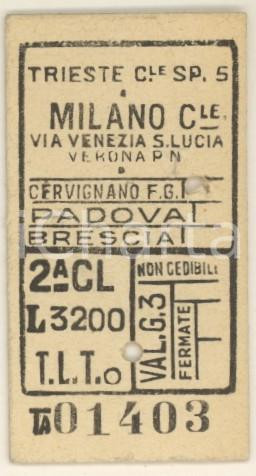 TRIESTE CLE SP. 5
A
MILANO CLE.
VIA VENEZIA S.LUCIA
VERONA P.N
CERVIGNANO F.G.
PADOVA
BRESCIA
2A CL
L 3200
T.L.T.
NON CEDIBILE
VAL.G.3
FERMATE
TA 01403